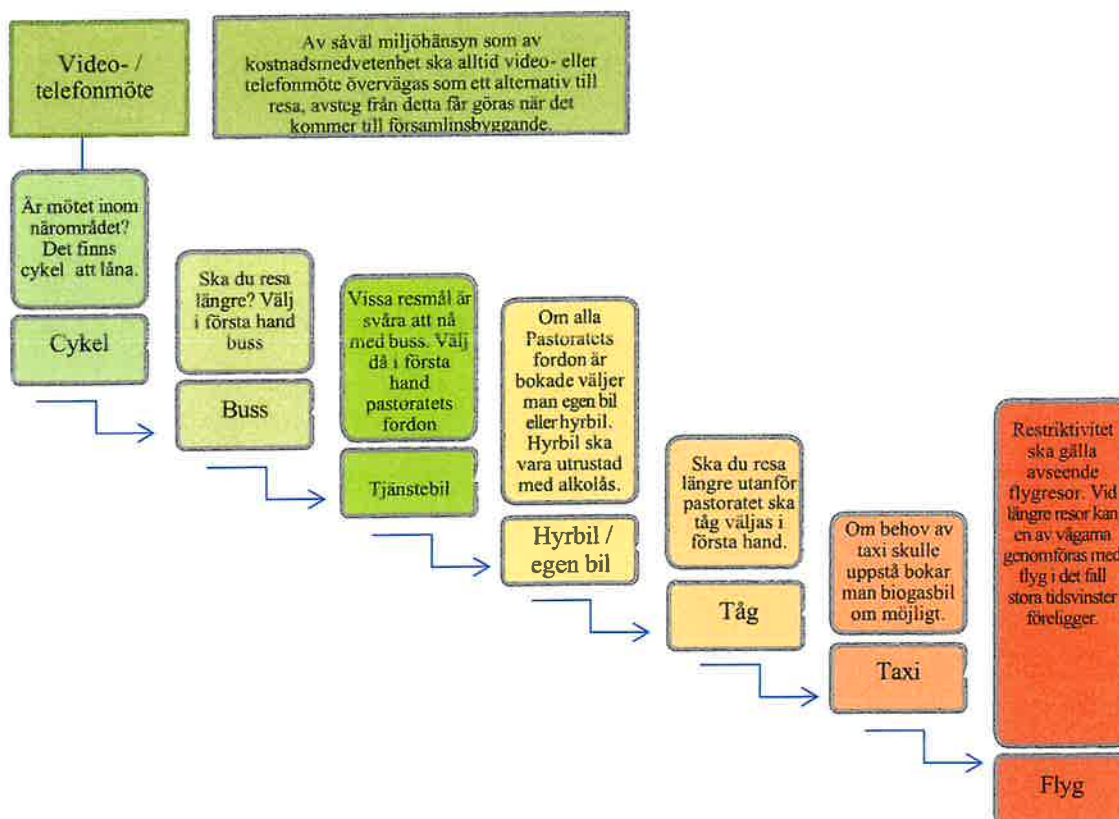 Video- /
telefonmöte
Av såväl miljöhänsyn som av
kostnadsmedvetenhet ska alltid video- eller
telefonmöte övervägas som ett alternativ till
resa, avsteg från detta får göras när det
kommer till församlinsbyggande.
Är mötet inom
närområdet?
Det finns
cykel att låna.
Cykel
Ska du resa
längre? Välj
i första hand
buss
Buss
Vissa resmål är
svåra att nå
med buss. Välj
då i första
hand
pastoratets
fordon
Tjänstebil
Om alla
Pastoratets
fordon är
bokade väljer
man egen bil
eller hyrbil.
Hyrbil ska
vara utrustad
med alkolås.
Hyrbil /
egen bil
Ska du resa
längre utanför
pastoratet ska
tåg väljas i
första hand.
Tåg
Om behov av
taxi skulle
uppstå bokar
man biogasbil
om möjligt.
Taxi
Restriktivitet
ska gälla
avseende
flygresor. Vid
längre resor kan
en av vägarna
genomföras med
flyg i det fall
stora tidsvinster
föreligger.
Flyg